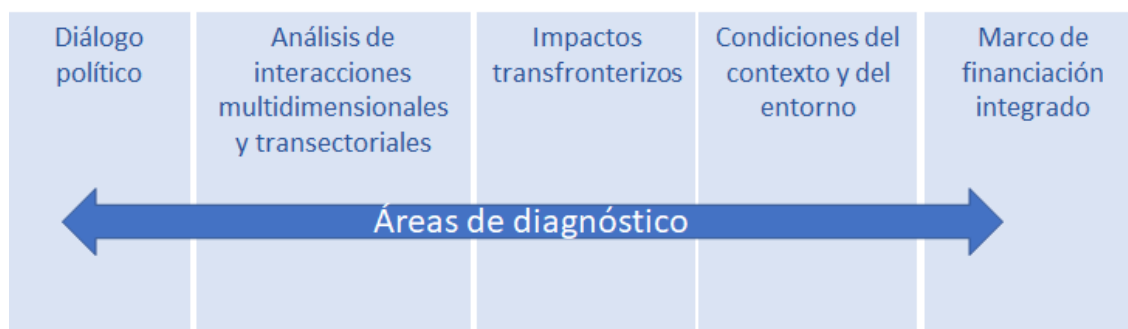 Diálogo
político
Análisis de
interacciones
multidimensionales
y transectoriales
Impactos
transfronterizos
Condiciones del
contexto y del
entorno
Marco de
financiación
integrado
Áreas de diagnóstico